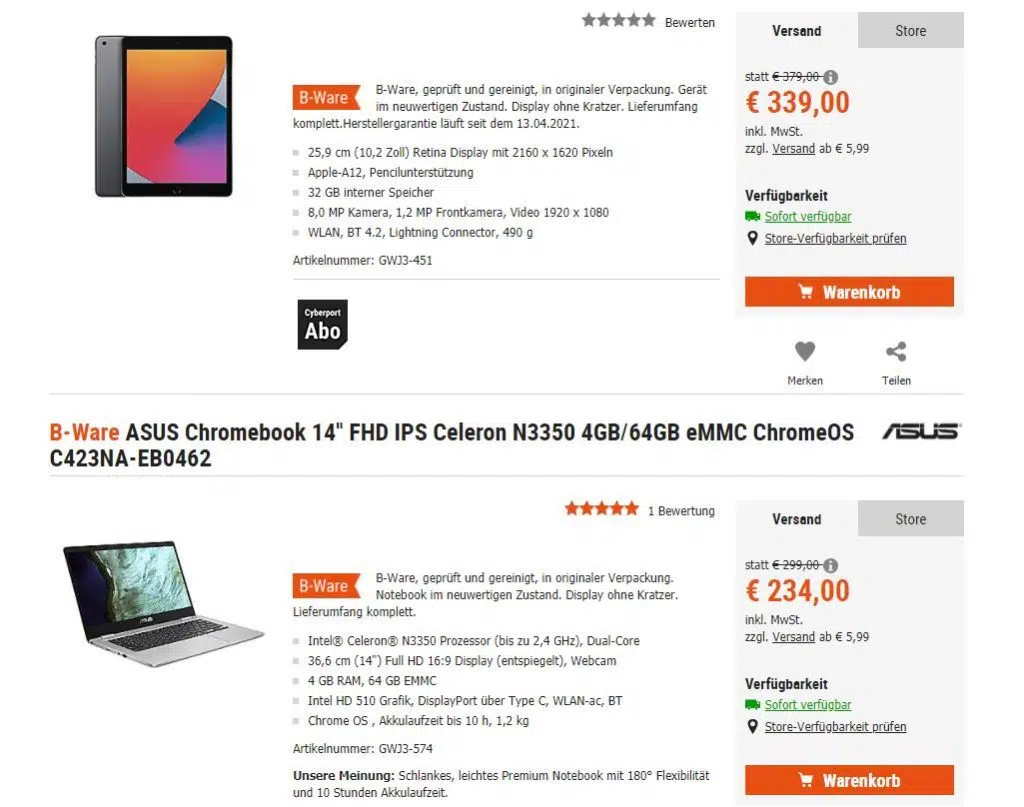 Bewerten
Versand
Store
statt € 379,00
€ 339,00
inkl. MwSt.
zzgl. Versand ab € 5,99
B-Ware
B-Ware, geprüft und gereinigt, in originaler Verpackung. Gerät
im neuwertigen Zustand. Display ohne Kratzer. Lieferumfang
komplett.Herstellergarantie läuft seit dem 13.04.2021.
25,9 cm (10,2 Zoll) Retina Display mit 2160 x 1620 Pixeln
Apple-A12, Pencilunterstützung
32 GB interner Speicher
8,0 MP Kamera, 1,2 MP Frontkamera, Video 1920 x 1080
WLAN, BT 4.2, Lightning Connector, 490 g
Artikelnummer: GWJ3-451
Verfügbarkeit
Sofort verfügbar
Store-Verfügbarkeit prüfen
Warenkorb
Cyberport
Abo
Merken
Teilen
B-Ware ASUS Chromebook 14" FHD IPS Celeron N3350 4GB/64GB eMMC ChromeOS
C423NA-EB0462
ASUS
1 Bewertung
Versand
Store
statt € 299,00
€ 234,00
inkl. MwSt.
zzgl. Versand ab € 5,99
ASUS
B-Ware
B-Ware, geprüft und gereinigt, in originaler Verpackung.
Notebook im neuwertigen Zustand. Display ohne Kratzer.
Lieferumfang komplett.
Intel® Celeron® N3350 Prozessor (bis zu 2,4 GHz), Dual-Core
36,6 cm (14") Full HD 16:9 Display (entspiegelt), Webcam
4 GB RAM, 64 GB EMMC
Intel HD 510 Grafik, DisplayPort über Type C, WLAN-ac, BT
Chrome OS , Akkulaufzeit bis 10 h, 1,2 kg
Artikelnummer: GWJ3-574
Unsere Meinung: Schlankes, leichtes Premium Notebook mit 180° Flexibilität
und 10 Stunden Akkulaufzeit.
Verfügbarkeit
Sofort verfügbar
Store-Verfügbarkeit prüfen
Warenkorb